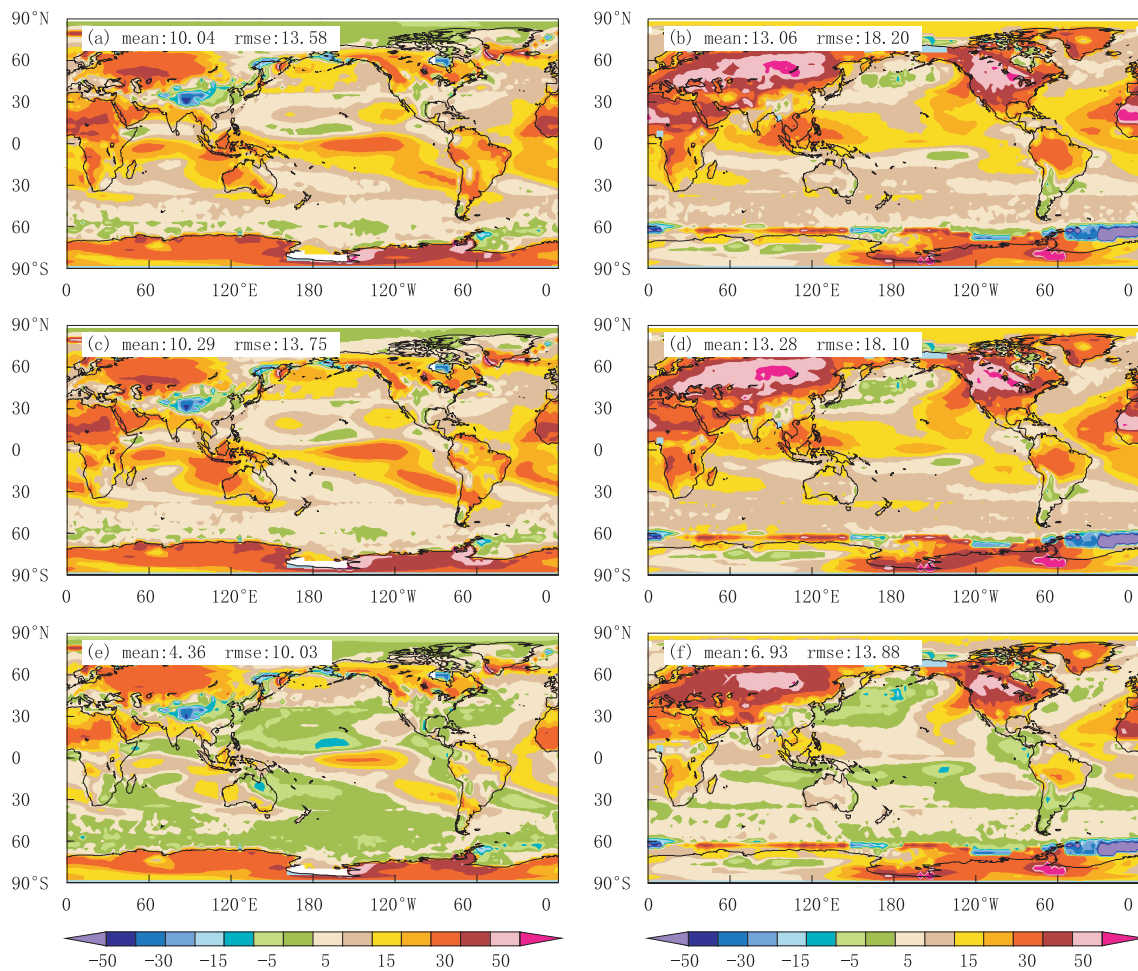 90°N
60
30
0
30
60
90°S
(a) mean:10.04 rmse:13.58
0 60 120°E 180 120°W 60 0
90°N
60
30
0
30
60
90°S
(b) mean:13.06 rmse:18.20
0 60 120°E 180 120°W 60 0
90°N
60
30
0
30
60
90°S
(c) mean:10.29 rmse:13.75
0 60 120°E 180 120°W 60 0
90°N
60
30
0
30
60
90°S
(d) mean:13.28 rmse:18.10
0 60 120°E 180 120°W 60 0
90°N
60
30
0
30
60
90°S
(e) mean:4.36 rmse:10.03
0 60 120°E 180 120°W 60 0
90°N
60
30
0
30
60
90°S
(f) mean:6.93 rmse:13.88
0 60 120°E 180 120°W 60 0
−50 −30 −15 −5 5 15 30 50
−50 −30 −15 −5 5 15 30 50